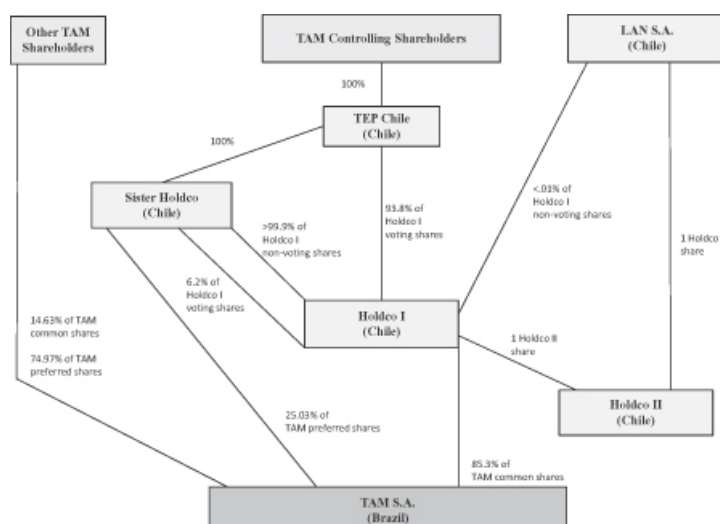 Other TAM
Shareholders
TAM Controlling Shareholders
LAN S.A.
(Chile)
100%
TEP Chile
(Chile)
100%
Sister Holdco
(Chile)
>99.9% of
Holdco I
non-voting shares
93.8% of
Holdco I
voting shares
<.01% of
Holdco I
non-voting shares
1 Holdco
share
6.2% of
Holdco I
voting shares
Holdco I
(Chile)
14.63% of TAM
common shares
74.97% of TAM
preferred shares
1 Holdco II
share
Holdco II
(Chile)
25.03% of
TAM preferred shares
85.3% of
TAM common shares
TAM S.A.
(Brazil)